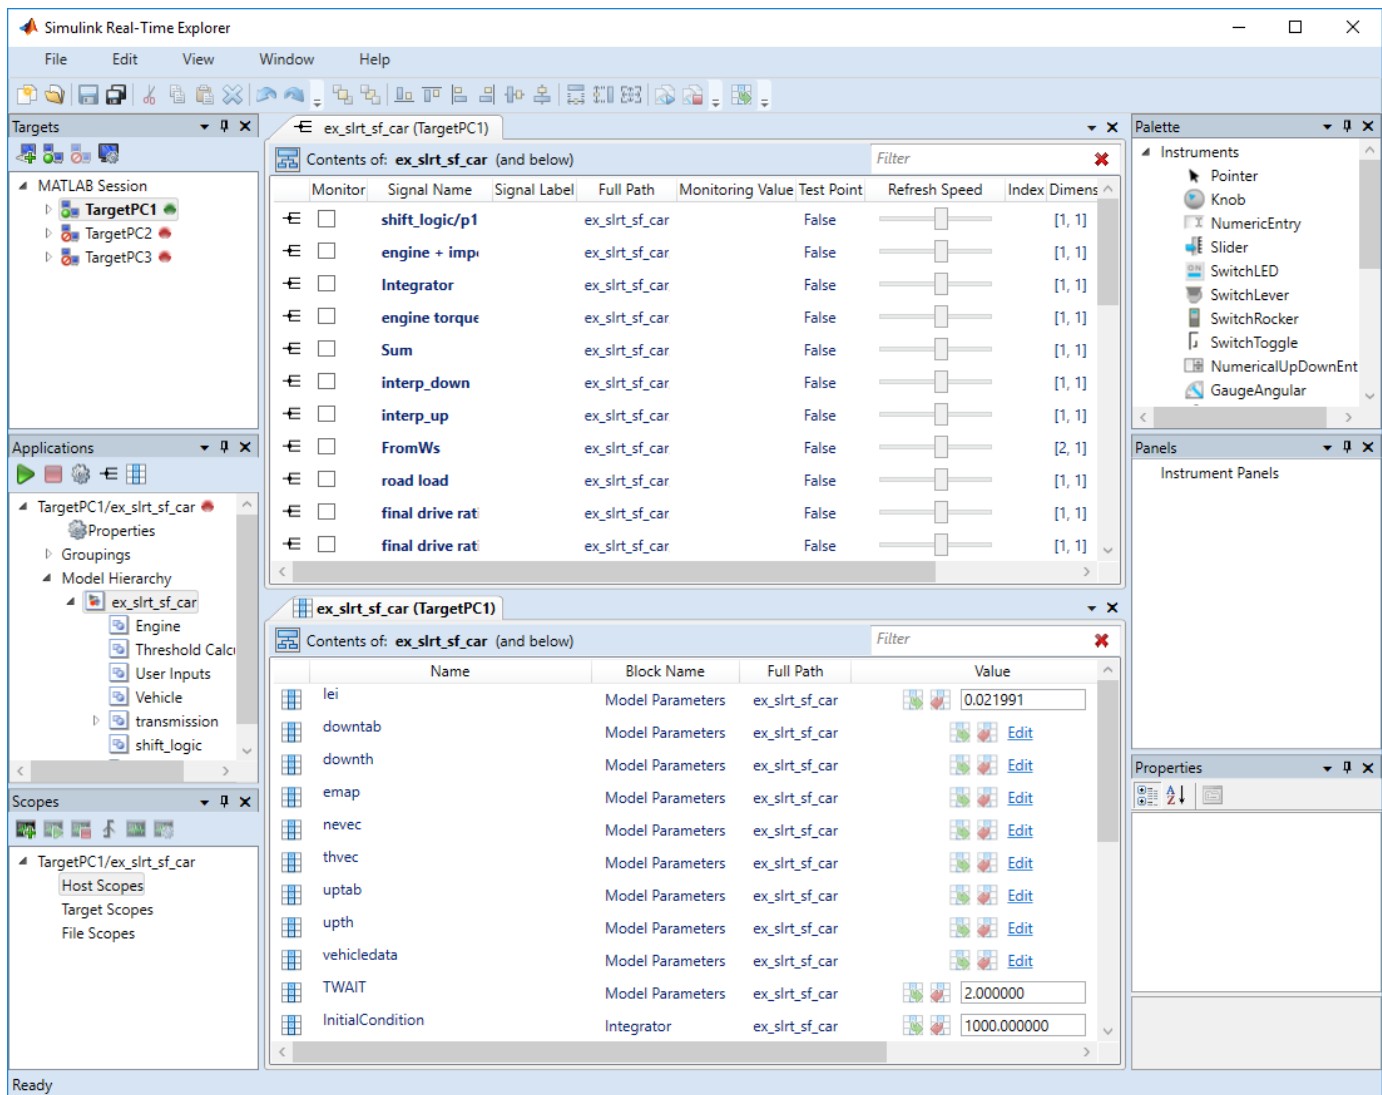 Simulink Real-Time Explorer
File Edit View Window Help
Targets
MATLAB Session
TargetPC1
TargetPC2
TargetPC3
Applications
TargetPC1/ex_slrt_sf_car
Properties
Groupings
Model Hierarchy
ex_slrt_sf_car
Engine
Threshold Calcu
User Inputs
Vehicle
transmission
shift_logic
Scopes
TargetPC1/ex_slrt_sf_car
Host Scopes
Target Scopes
File Scopes
ex_slrt_sf_car (TargetPC1)
Contents of: ex_slrt_sf_car (and below) Filter
Monitor Signal Name Signal Label Full Path Monitoring Value Test Point Refresh Speed Index Dimens
shift_logic/p1 ex_slrt_sf_car False [1, 1]
engine + impe ex_slrt_sf_car False [1, 1]
Integrator ex_slrt_sf_car False [1, 1]
engine torque ex_slrt_sf_car False [1, 1]
Sum ex_slrt_sf_car False [1, 1]
interp_down ex_slrt_sf_car False [1, 1]
interp_up ex_slrt_sf_car False [1, 1]
FromWs ex_slrt_sf_car False [2, 1]
road load ex_slrt_sf_car False [1, 1]
final drive rati ex_slrt_sf_car False [1, 1]
final drive rati ex_slrt_sf_car False [1, 1]
ex_slrt_sf_car (TargetPC1)
Contents of: ex_slrt_sf_car (and below) Filter
Name Block Name Full Path Value
Iei Model Parameters ex_slrt_sf_car 0.021991
downtab Model Parameters ex_slrt_sf_car Edit
downth Model Parameters ex_slrt_sf_car Edit
emap Model Parameters ex_slrt_sf_car Edit
nevec Model Parameters ex_slrt_sf_car Edit
thvec Model Parameters ex_slrt_sf_car Edit
uptab Model Parameters ex_slrt_sf_car Edit
upth Model Parameters ex_slrt_sf_car Edit
vehicledata Model Parameters ex_slrt_sf_car Edit
TWAIT Model Parameters ex_slrt_sf_car 2.000000
InitialCondition Integrator ex_slrt_sf_car 1000.000000
Palette
Instruments
Pointer
Knob
NumericEntry
Slider
SwitchLED
SwitchLever
SwitchRocker
SwitchToggle
NumericalUpDownEnt
GaugeAngular
Panels
Instrument Panels
Properties
Ready